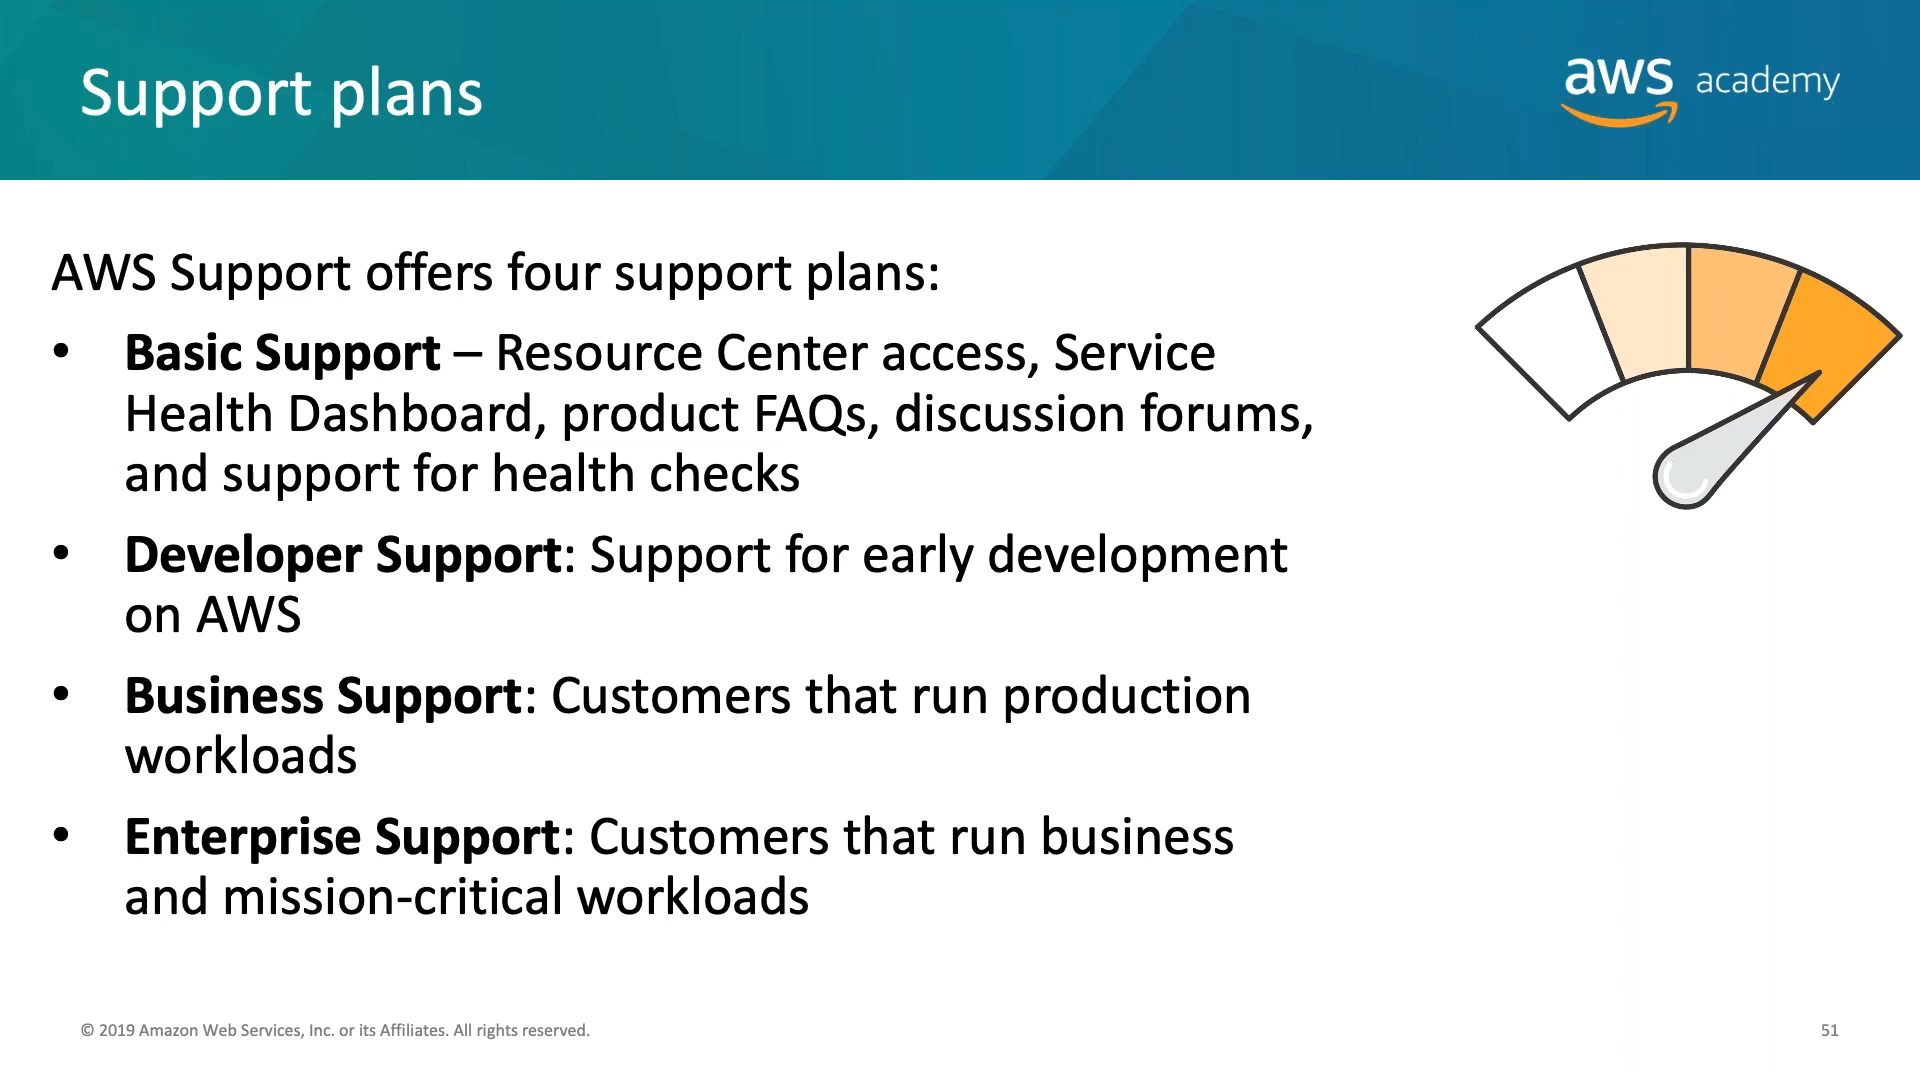 Support plans
aws academy
AWS Support offers four support plans:
• Basic Support – Resource Center access, Service
Health Dashboard, product FAQs, discussion forums,
and support for health checks
• Developer Support: Support for early development
on AWS
• Business Support: Customers that run production
workloads
• Enterprise Support: Customers that run business
and mission-critical workloads
© 2019 Amazon Web Services, Inc. or its Affiliates. All rights reserved.
51